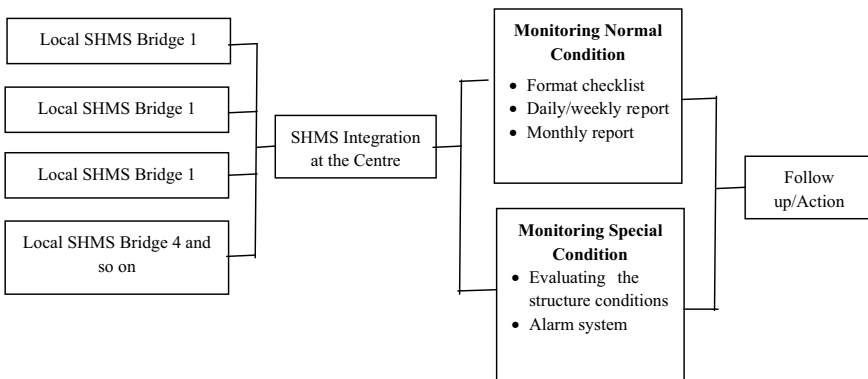 Local SHMS Bridge 1
Local SHMS Bridge 1
Local SHMS Bridge 1
Local SHMS Bridge 4 and
so on
SHMS Integration
at the Centre
Monitoring Normal
Condition
• Format checklist
• Daily/weekly report
• Monthly report
Monitoring Special
Condition
• Evaluating the
structure conditions
• Alarm system
Follow
up/Action